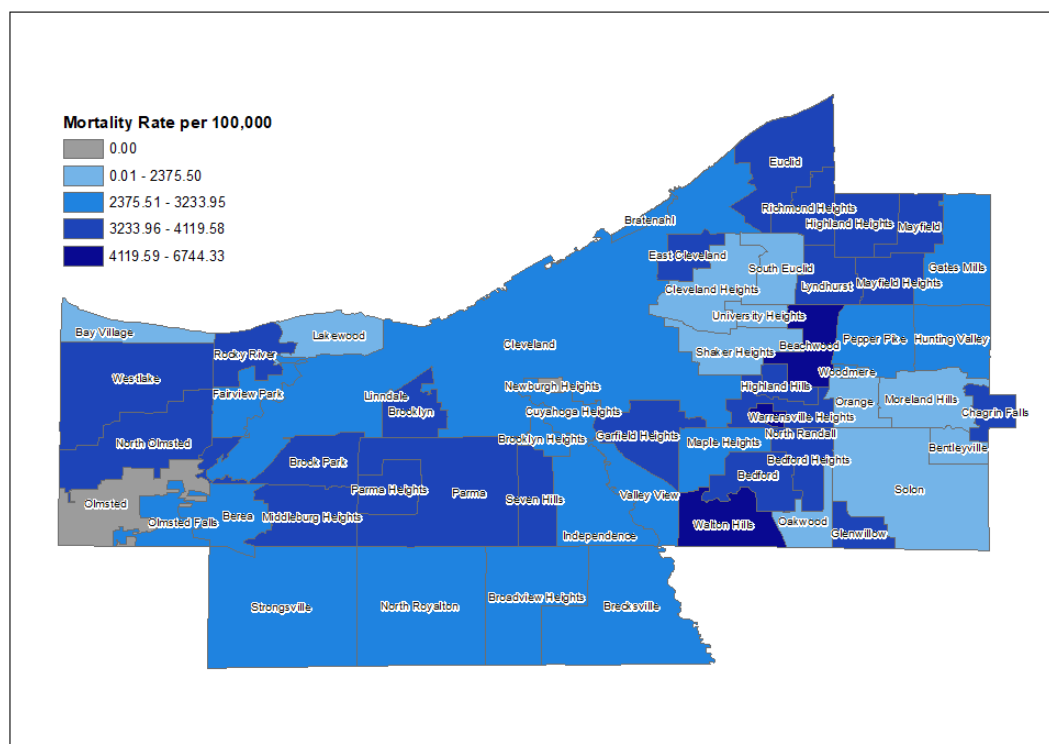 Mortality Rate per 100,000
0.00
0.01 - 2375.50
2375.51 - 3233.95
3233.96 - 4119.58
4119.59 - 6744.33
Euclid
Richmond Heights
Bratenahl
Highland Heights
Mayfield
East Cleveland
South Euclid
Gates Mills
Cleveland Heights
Lyndhurst
Mayfield Heights
University Heights
Bay Village
Lakewood
Cleveland
Beachwood
Pepper Pike
Hunting Valley
Rocky River
Shaker Heights
Westlake
Woodmere
Newburgh Heights
Highland Hills
Fairview Park
Linndale
Orange
Moreland Hills
Brooklyn
Cuyahoga Heights
Warrensville Heights
Chagrin Falls
North Olmsted
Brooklyn Heights
Garfield Heights
North Randall
Maple Heights
Bentleyville
Brook Park
Bedford Heights
Bedford
Solon
Parma Heights
Parma
Seven Hills
Valley View
Olmsted
Olmsted Falls
Berea
Middleburg Heights
Walton Hills
Oakwood
Glenwillow
Independence
Strongsville
North Royalton
Broadview Heights
Brecksville